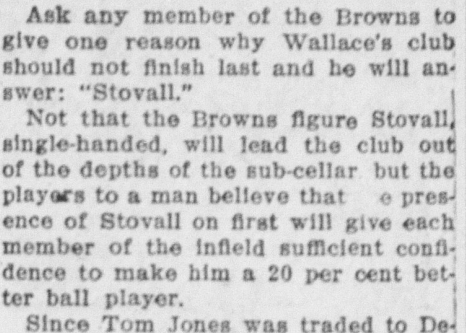 Ask any member of the Browns to
give one reason why Wallace's club
should not finish last and he will an-
swer: "Stovall."
Not that the Browns figure Stovall,
single-handed, will lead the club out
of the depths of the sub-cellar but the
players to a man believe that e pres-
ence of Stovall on first will give each
member of the infield sufficient confi-
dence to make him a 20 per cent bet-
ter ball player.
Since Tom Jones was traded to De-